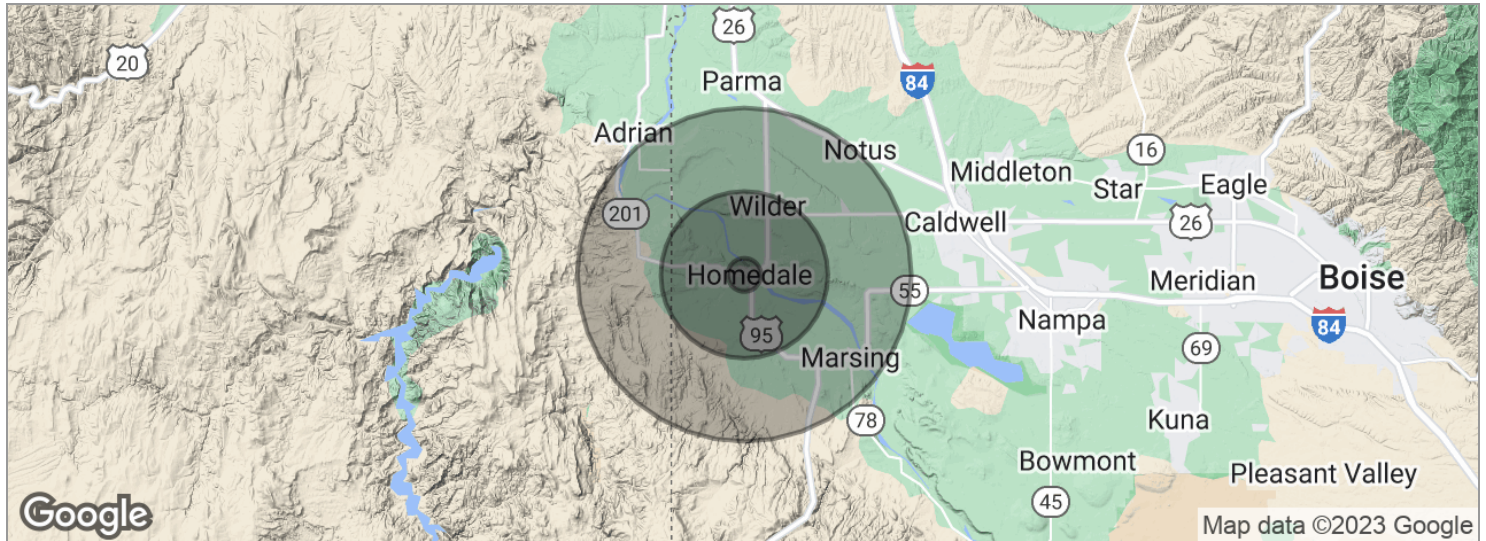 26
20
84
Parma
Adrian
Notus
16
Middleton
Star
Eagle
201
Wilder
Caldwell
26
Homedale
55
Meridian
Boise
Nampa
84
95
Marsing
69
78
Kuna
Bowmont
Pleasant Valley
45
Google
Map data ©2023 Google